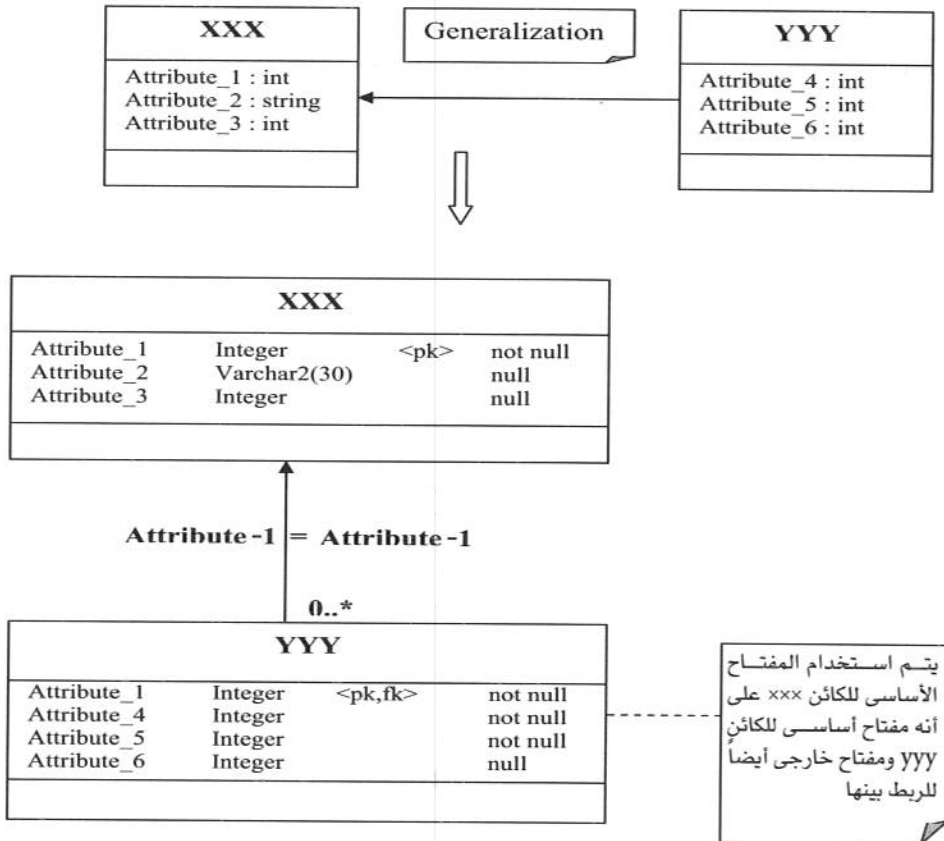 XXX
Attribute_1 : int
Attribute_2 : string
Attribute_3 : int
Generalization
YYY
Attribute_4 : int
Attribute_5 : int
Attribute_6 : int
XXX
Attribute_1 Integer <pk> not null
Attribute_2 Varchar2(30) null
Attribute_3 Integer null
Attribute-1 = Attribute-1
0..*
YYY
Attribute_1 Integer <pk,fk> not null
Attribute_4 Integer not null
Attribute_5 Integer not null
Attribute_6 Integer null
يتم استخدام المفتاح
الأساسى للكائن xxx على
أنه مفتاح أساسى للكائن
yyy ومفتاح خارجى أيضاً
للربط بينها